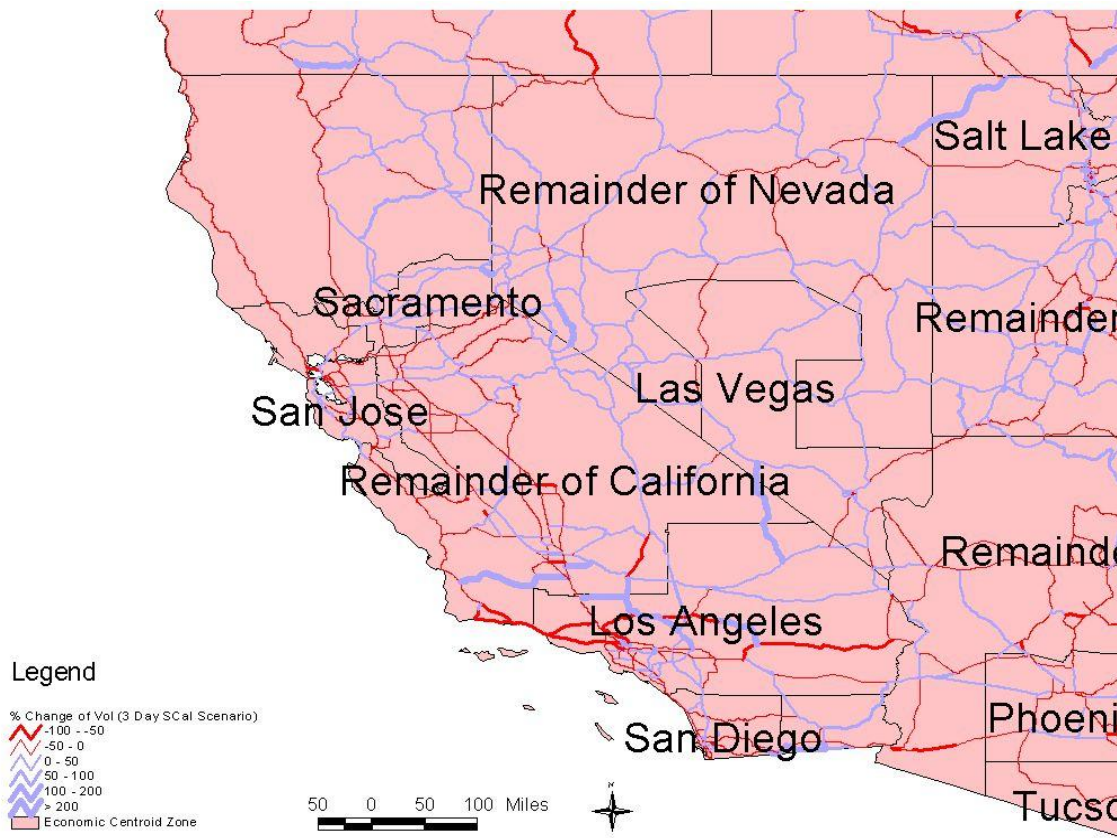 Salt Lake
Remainder of Nevada
Sacramento
Remainder
Las Vegas
San Jose
Remainder of California
Remainde
Los Angeles
Legend
% Change of Vol (3 Day SCal Scenario)
-100 - -50
-50 - 0
0 - 50
50 - 100
100 - 200
> 200
Economic Centroid Zone
Phoeni
San Diego
50 0 50 100 Miles
N
Tucso